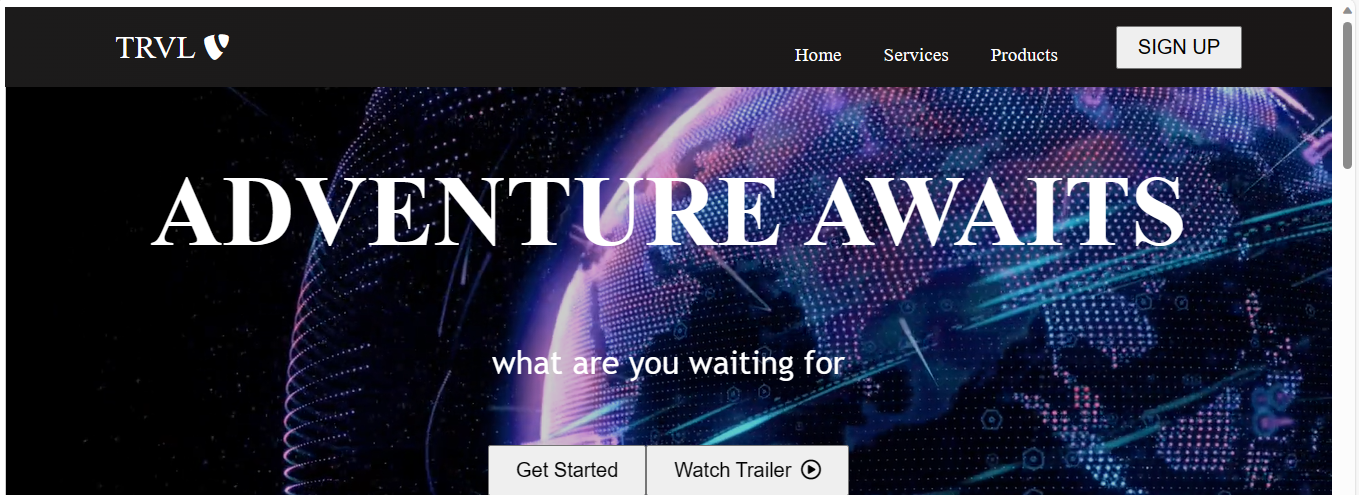 TRVL
Home Services Products SIGN UP
ADVENTURE AWAITS
what are you waiting for
Get Started Watch Trailer